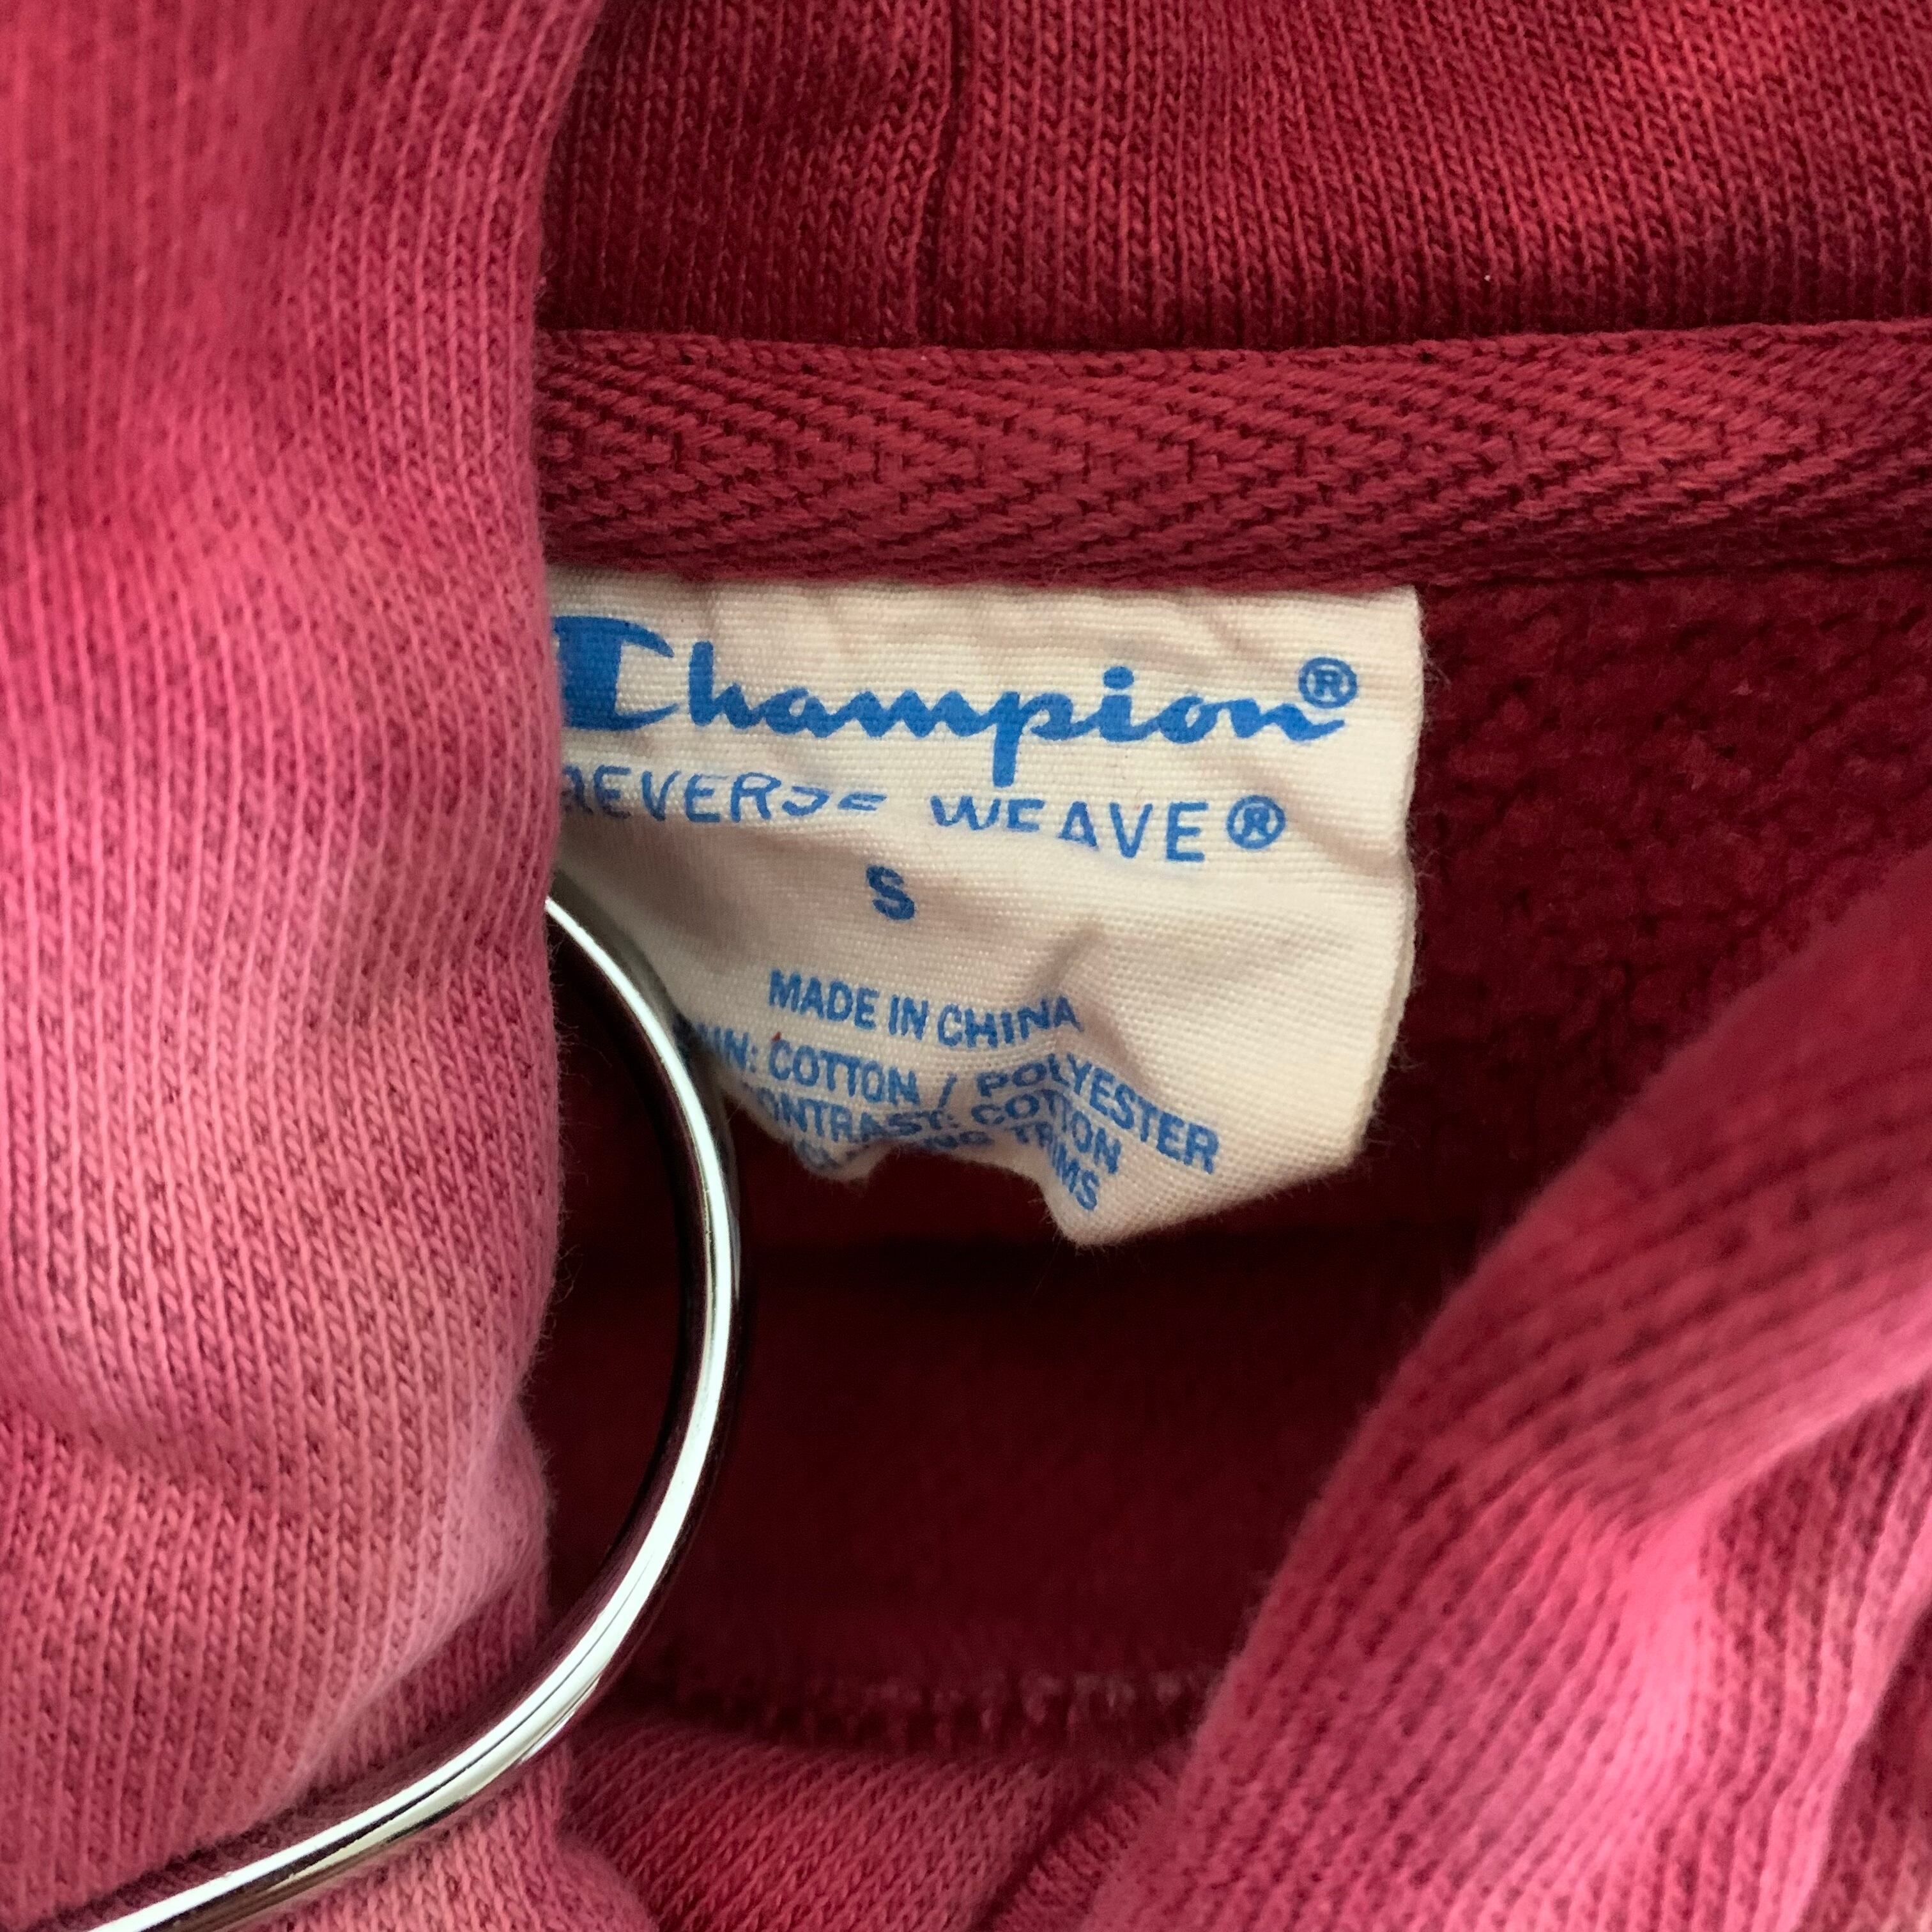 Champion®
REVERSE WEAVE®
S
MADE IN CHINA
COTTON / POLYESTER
CONTRAST: COTTON
TRIMS